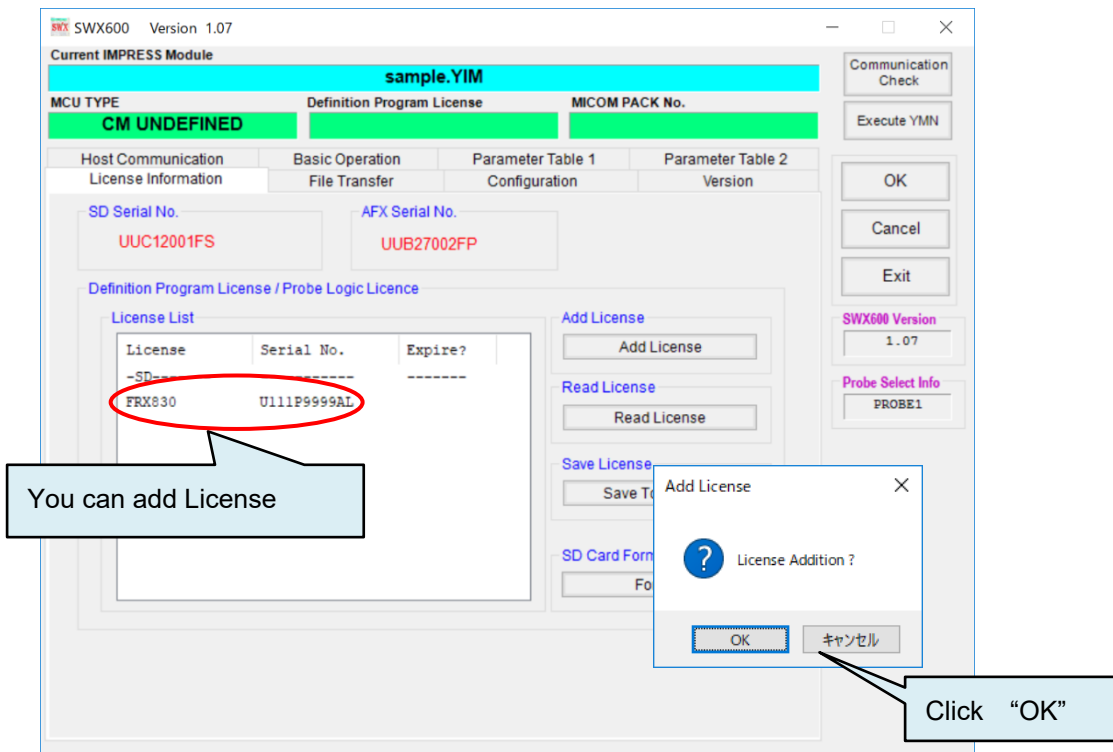 SWX SWX600 Version 1.07
Current IMPRESS Module
sample.YIM
MCU TYPE Definition Program License MICOM PACK No.
CM UNDEFINED
Communication
Check
Execute YMN
Host Communication Basic Operation Parameter Table 1 Parameter Table 2
License Information File Transfer Configuration Version
OK
Cancel
Exit
SD Serial No. AFX Serial No.
UUC12001FS UUB27002FP
Definition Program License / Probe Logic Licence
License List
License Serial No. Expire?
-SD---- ----------- -------
FRX830 U111P9999AL
Add License
Add License
Read License
Read License
Save License
Save To
SD Card Form
Fo
SWX600 Version
1.07
Probe Select Info
PROBE1
You can add License
Add License
License Addition ?
OK キャンセル
Click “OK”